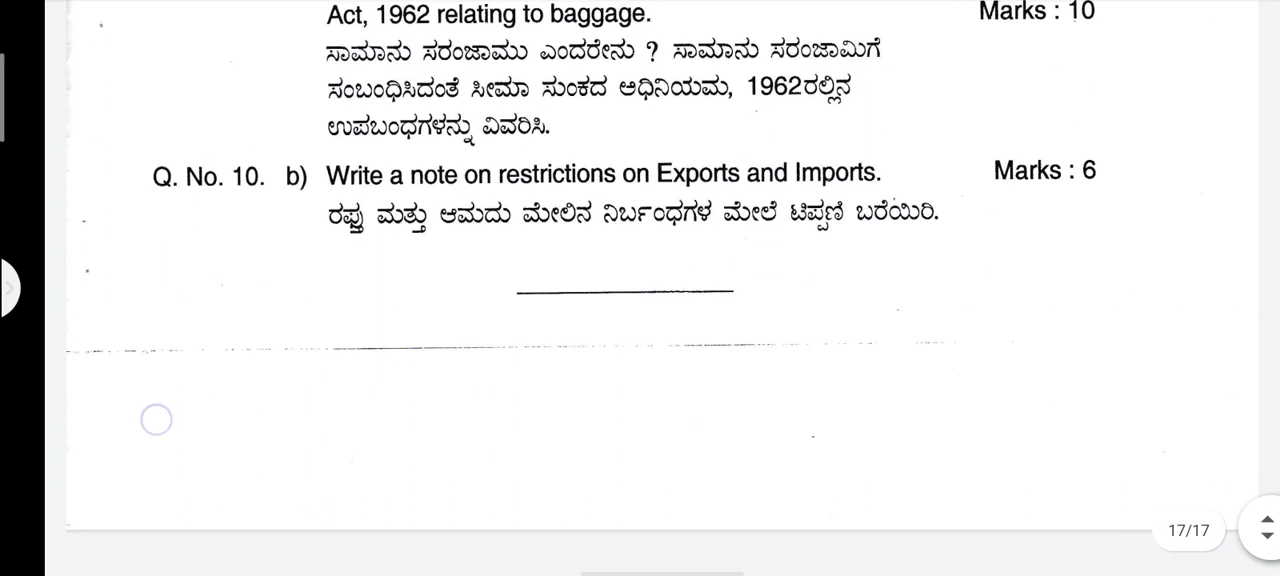 Act, 1962 relating to baggage. Marks : 10
ಸಾಮಾನು ಸರಂಜಾಮು ಎಂದರೇನು ? ಸಾಮಾನು ಸರಂಜಾಮಿಗೆ
ಸಂಬಂಧಿಸಿದಂತೆ ಸೀಮಾ ಸುಂಕದ ಅಧಿನಿಯಮ, 1962ರಲ್ಲಿನ
ಉಪಬಂಧಗಳನ್ನು ವಿವರಿಸಿ.
Q. No. 10. b) Write a note on restrictions on Exports and Imports. Marks : 6
ರಫ್ತು ಮತ್ತು ಆಮದು ಮೇಲಿನ ನಿರ್ಬಂಧಗಳ ಮೇಲೆ ಟಿಪ್ಪಣಿ ಬರೆಯಿರಿ.
17/17